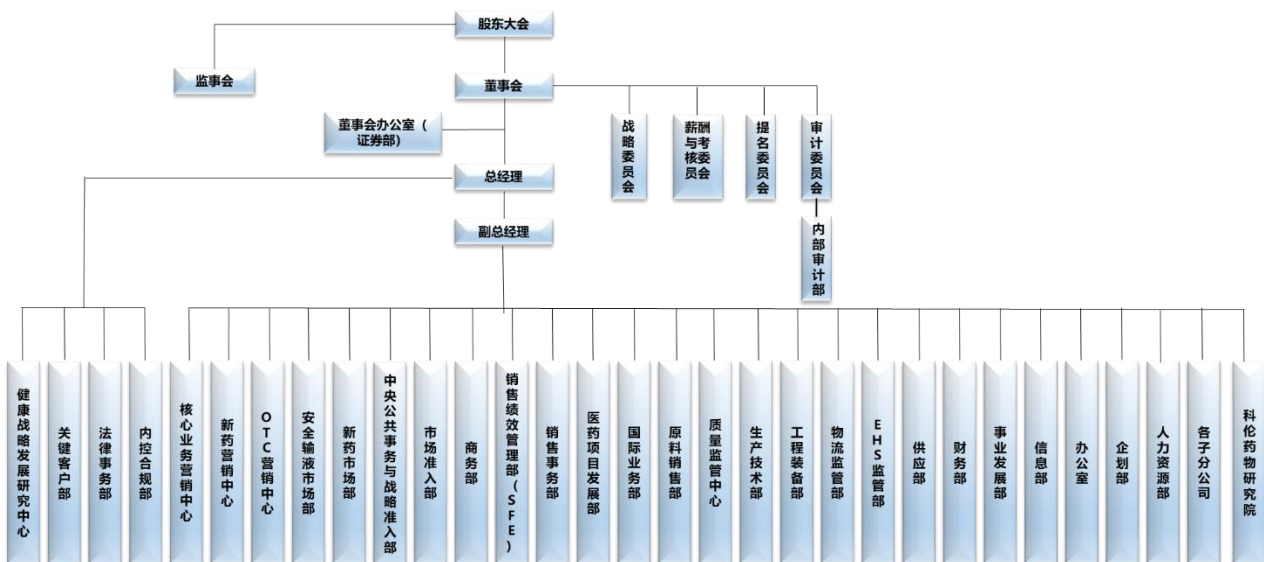 股东大会
监事会
董事会
董事会办公室（
证券部）
战略委员会
薪酬与考核委员会
提名委员会
审计委员会
总经理
副总经理
内部审计部
健康战略发展研究中心
关键客户部
法律事务部
内控合规部
核心业务营销中心
新药营销中心
OTC营销中心
安全输液市场部
新药市场部
中央公共事务与战略准入部
市场准入部
商务部
销售绩效管理部（SFE）
销售事务部
医药项目发展部
国际业务部
原料销售部
质量监管中心
生产技术部
工程装备部
物流监管部
EHS监管部
供应部
财务部
事业发展部
信息部
办公室
企划部
人力资源部
各子分公司
科伦药物研究院